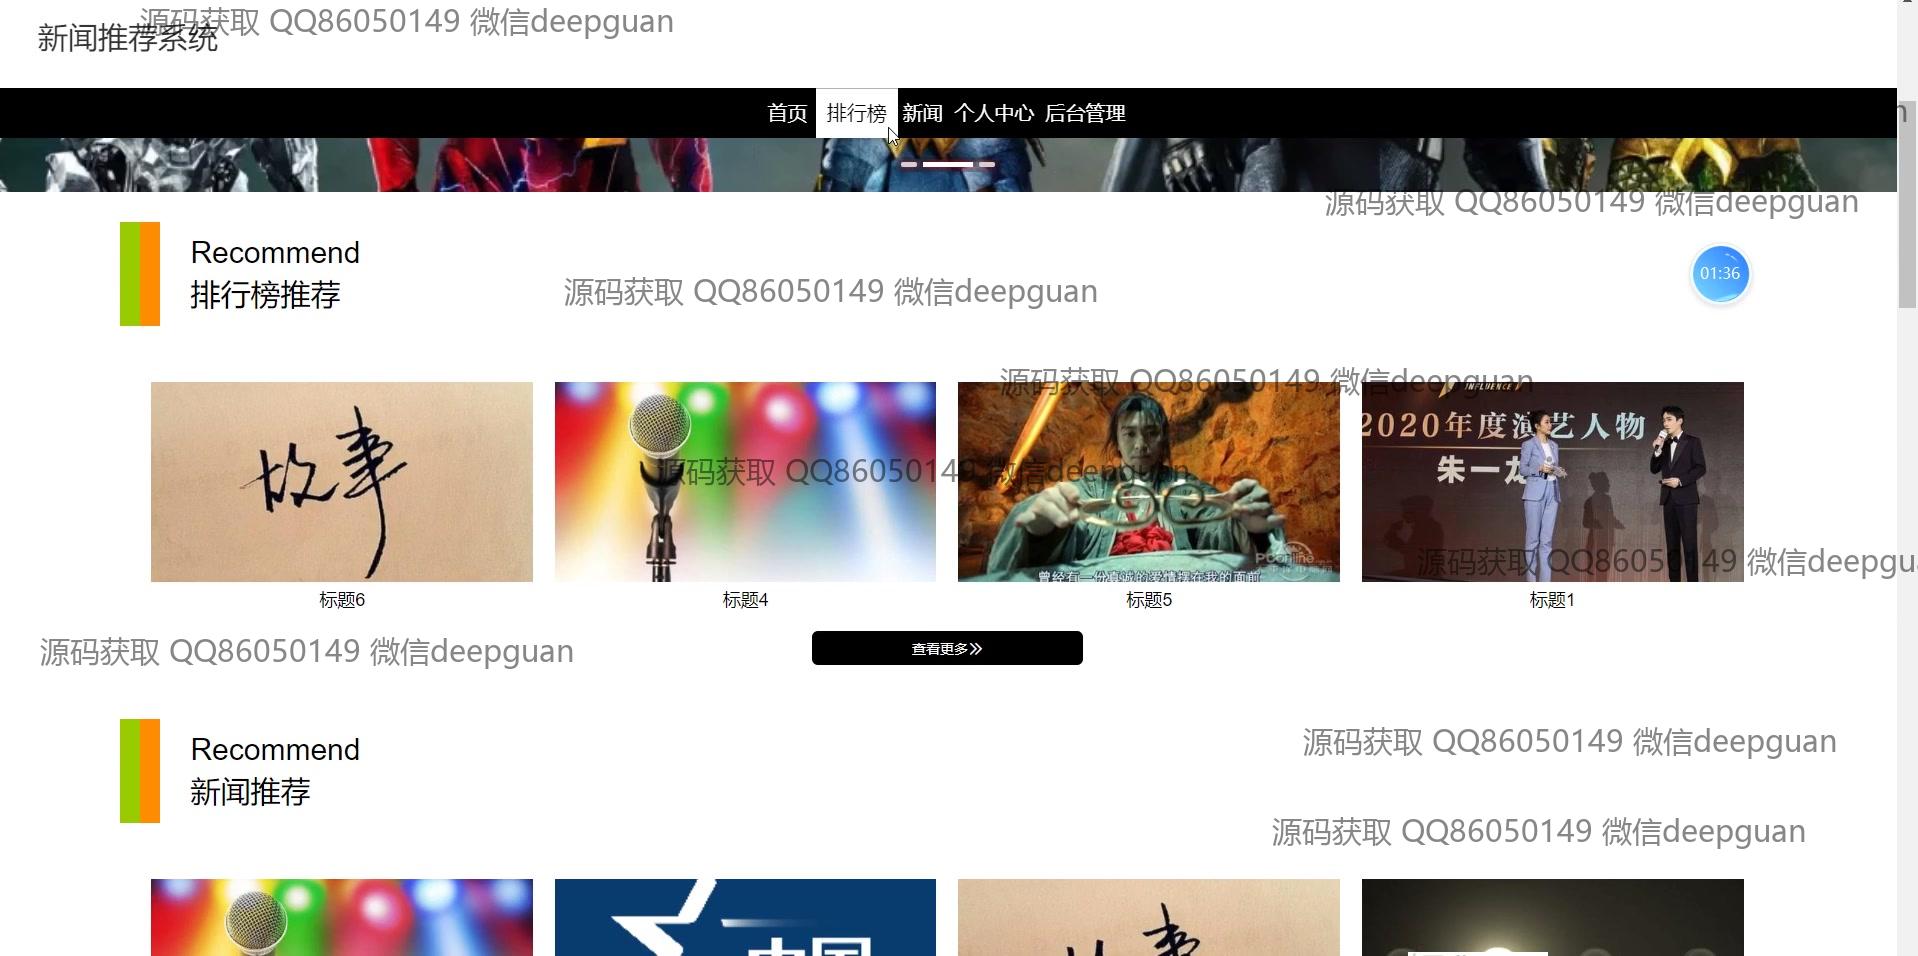 源码获取 QQ86050149 微信deepguan
新闻推荐系统
首页 排行榜 新闻 个人中心 后台管理
源码获取 QQ86050149 微信deepguan
Recommend
排行榜推荐
01:36
源码获取 QQ86050149 微信deepguan
源码获取 QQ86050149 微信deepguan
INFLUENCE
2020年度演艺人物
朱一龙
故事
源码获取 QQ86050149 微信deepguan
PConline
曾经有一份真诚的爱情摆在我的面前
源码获取 QQ86050149 微信deepgu
标题6 标题4 标题5 标题1
查看更多
源码获取 QQ86050149 微信deepguan
Recommend
新闻推荐
源码获取 QQ86050149 微信deepguan
源码获取 QQ86050149 微信deepguan
中国